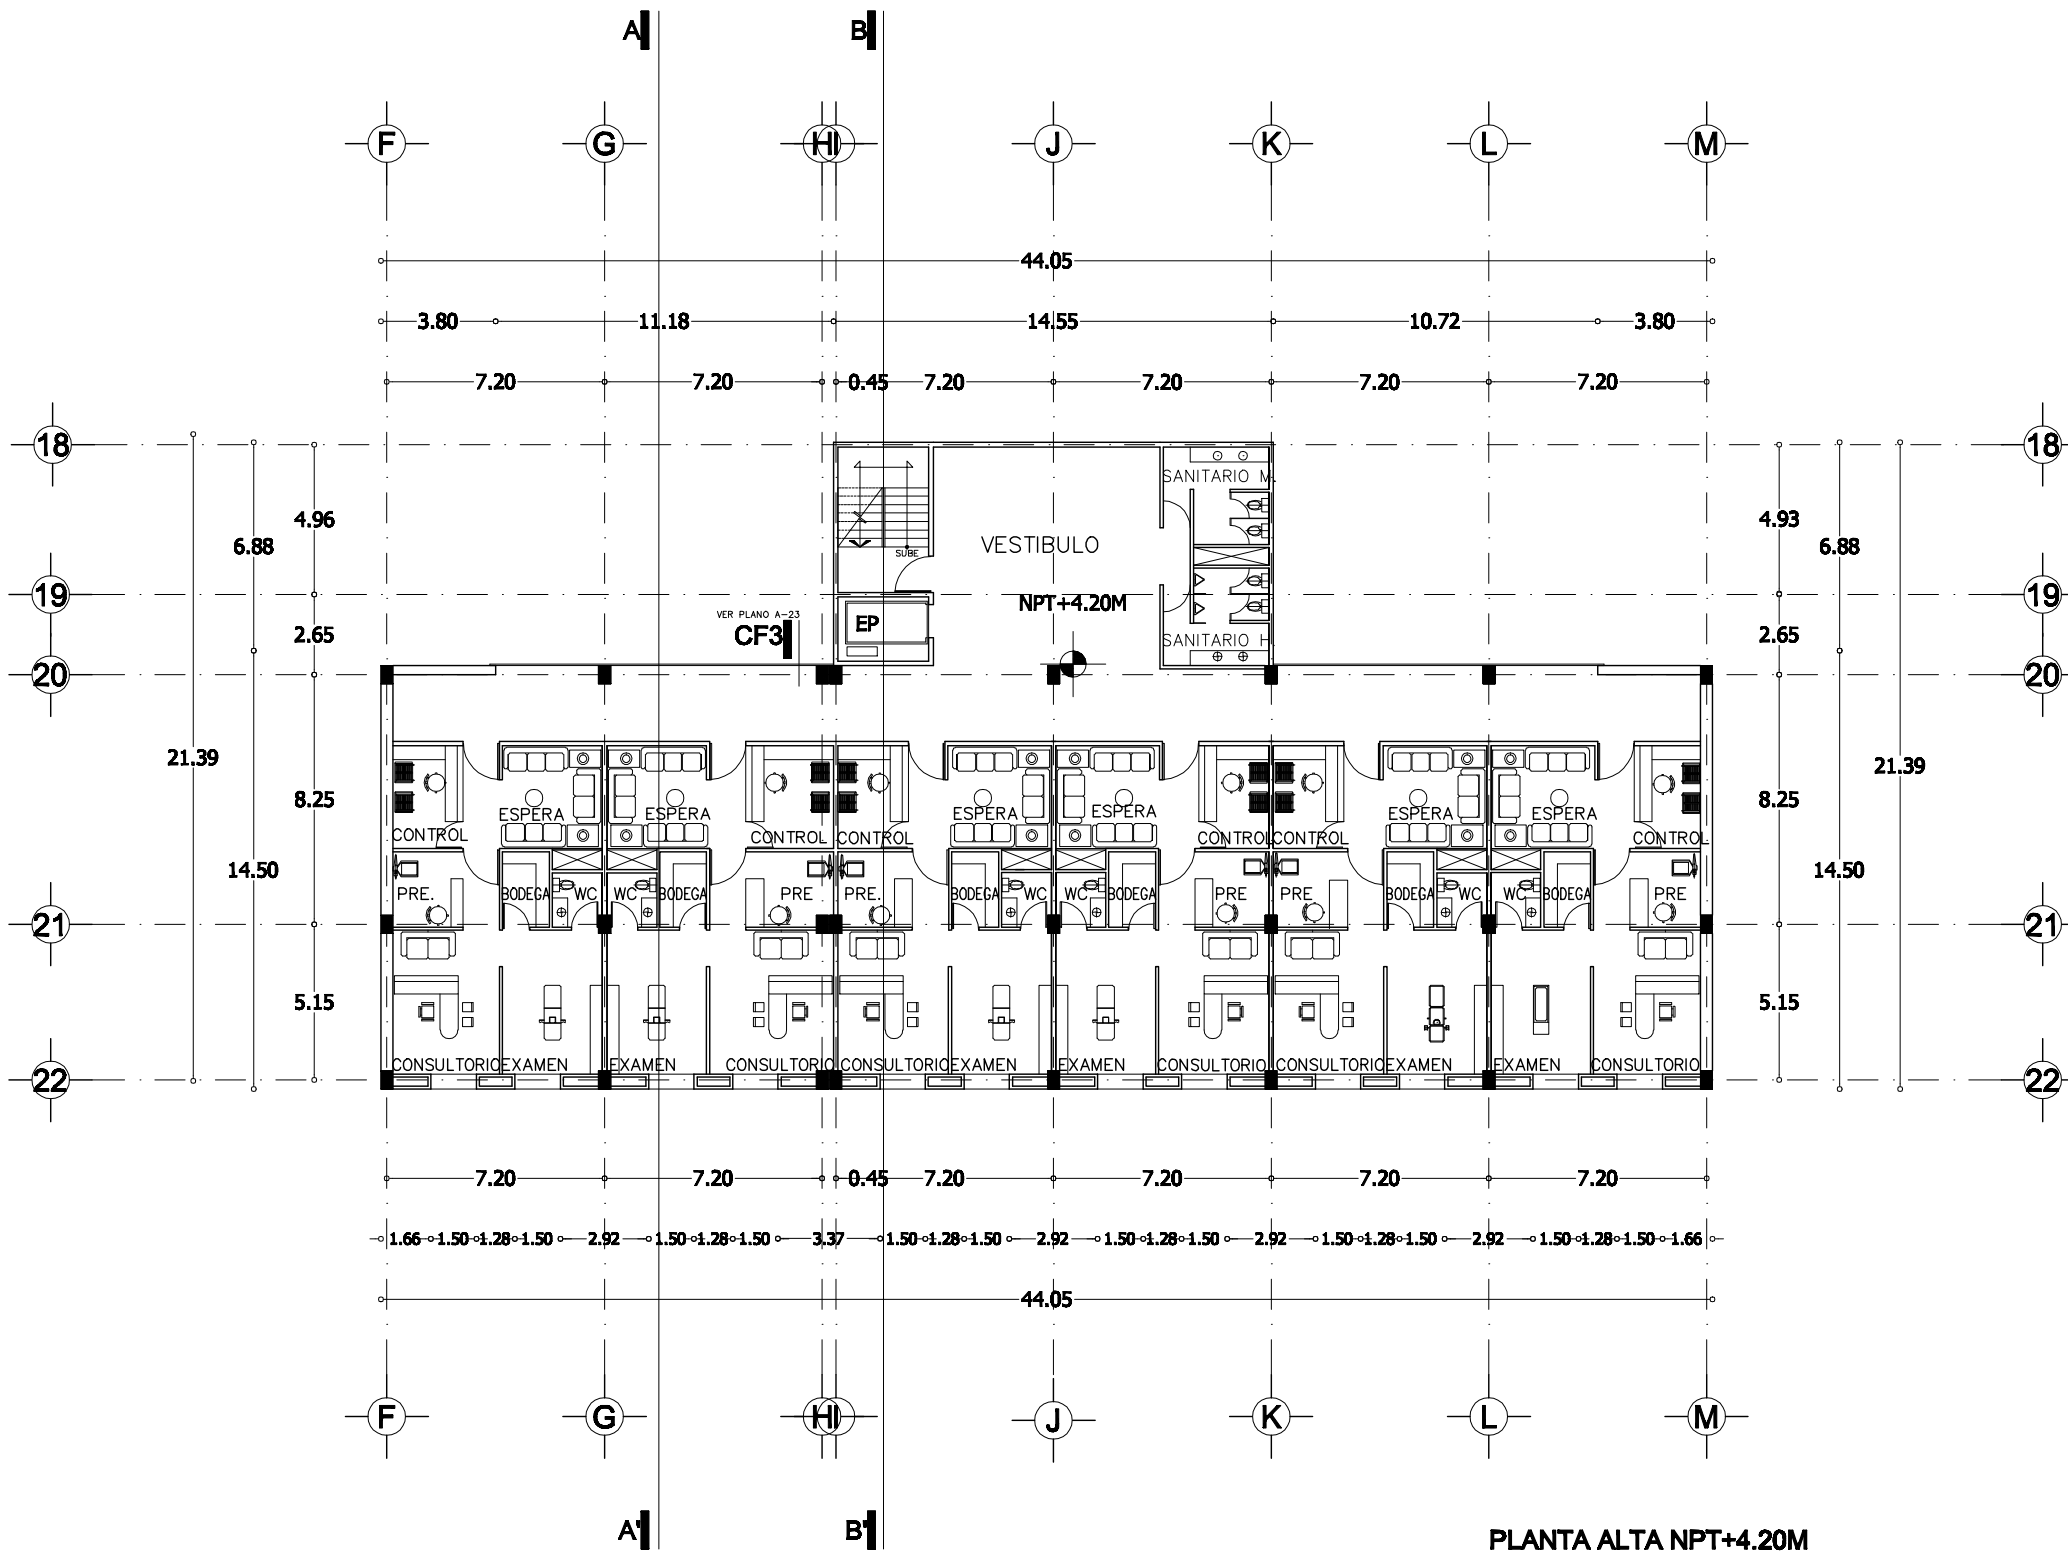 A B
F G H I J K L M
44.05
3.80 11.18 14.55 10.72 3.80
7.20 7.20 0.45 7.20 7.20 7.20 7.20
18 18
SANITARIO M.
4.96 4.93
6.88 VESTIBULO 6.88
SUBE
19 19
NPT+4.20M
VER PLANO A-23
EP
2.65 CF3 SANITARIO H. 2.65
20 20
21.39 21.39
8.25 8.25
ESPERA ESPERA ESPERA ESPERA ESPERA ESPERA
CONTROL CONTROL CONTROL CONTROL CONTROL CONTROL
14.50 14.50
PRE. BODEGA WC WC BODEGA PRE PRE. BODEGA WC WC BODEGA PRE PRE BODEGA WC WC BODEGA PRE
21 21
5.15 5.15
CONSULTORIO EXAMEN EXAMEN CONSULTORIO CONSULTORIO EXAMEN EXAMEN CONSULTORIO CONSULTORIO EXAMEN EXAMEN CONSULTORIO
22 22
7.20 7.20 0.45 7.20 7.20 7.20 7.20
1.66 1.50 1.28 1.50 2.92 1.50 1.28 1.50 3.37 1.50 1.28 1.50 2.92 1.50 1.28 1.50 2.92 1.50 1.28 1.50 2.92 1.50 1.28 1.50 1.66
44.05
F G H I J K L M
A' B'
PLANTA ALTA NPT+4.20M